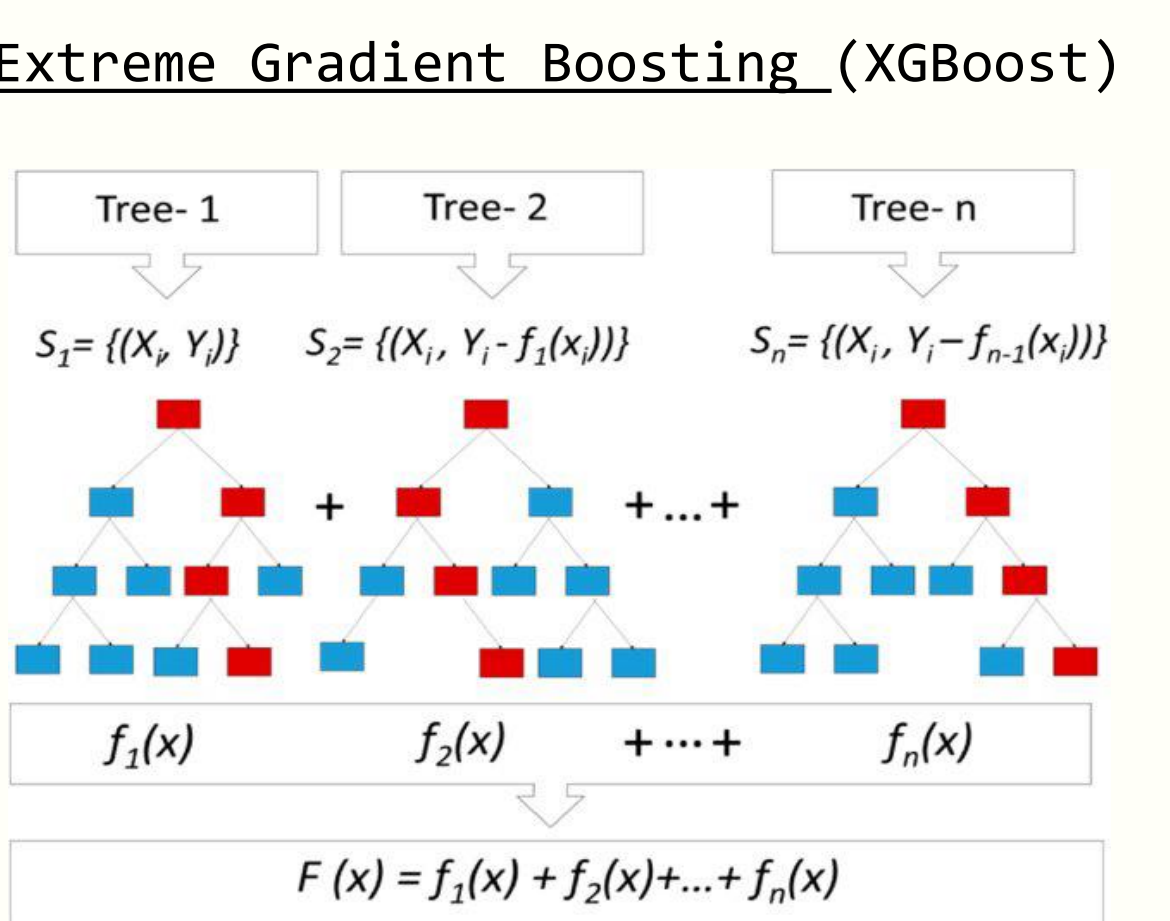 Extreme Gradient Boosting (XGBoost)
Tree- 1 Tree- 2 Tree- n
S₁= {(Xᵢ, Yᵢ)} S₂= {(Xᵢ, Yᵢ - f₁(xᵢ))} Sₙ= {(Xᵢ, Yᵢ – fₙ₋₁(xᵢ))}
+ +...+
f₁(x) f₂(x) +···+ fₙ(x)
F (x) = f₁(x) + f₂(x)+...+ fₙ(x)